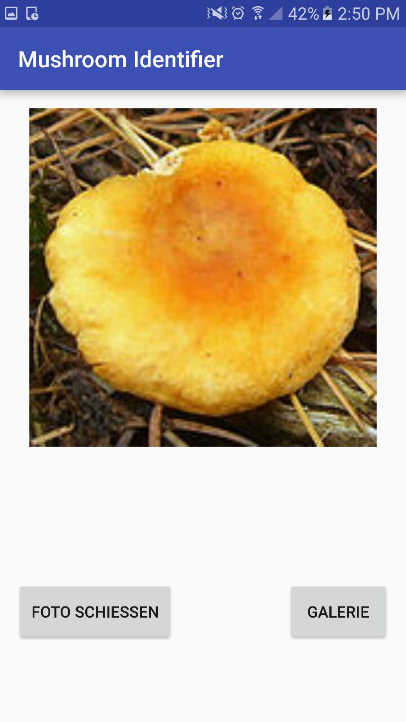 42% 2:50 PM
Mushroom Identifier
FOTO SCHIESSEN
GALERIE